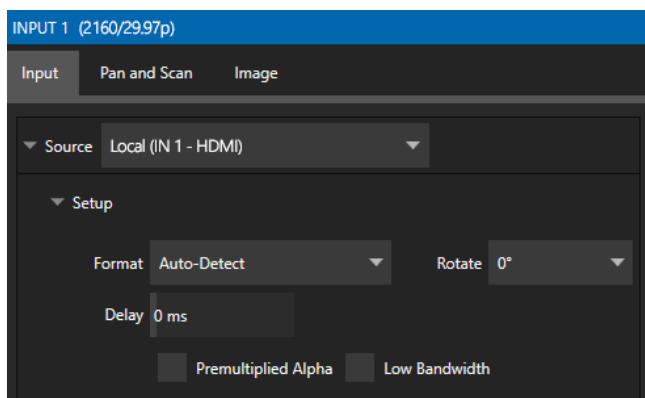 INPUT 1 (2160/29.97p)
Input Pan and Scan Image
Source Local (IN 1 - HDMI)
Setup
Format Auto-Detect Rotate 0°
Delay 0 ms
Premultiplied Alpha Low Bandwidth